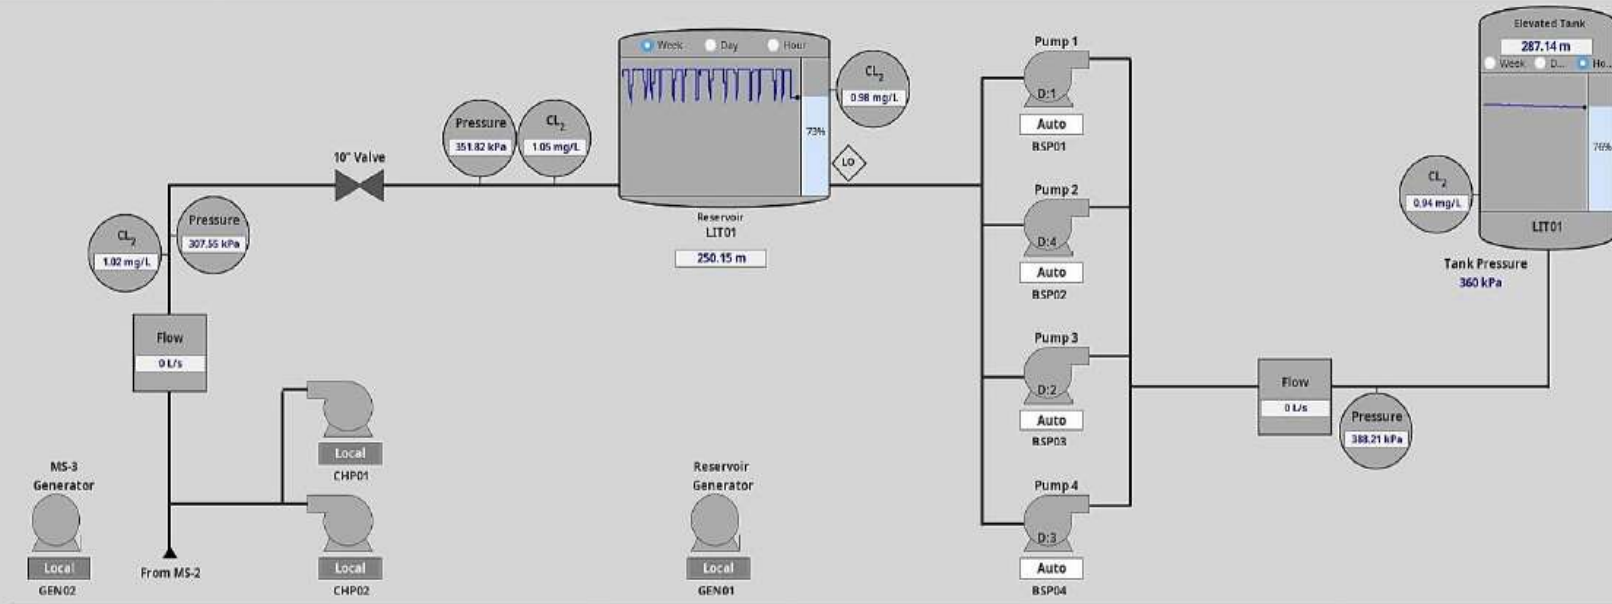 Pump 1
D:1
Auto
BSP01
Elevated Tank
287.14 m
Week D... Ho...
76%
CL2
0.94 mg/L
LIT01
Tank Pressure
360 kPa
Week Day Hour
73%
CL2
0.98 mg/L
LO
Reservoir
LIT01
250.15 m
Pressure
351.82 kPa
CL2
1.05 mg/L
10" Valve
Pressure
307.55 kPa
CL2
1.02 mg/L
Pump 2
D:4
Auto
BSP02
Flow
0 L/s
Pump 3
D:2
Auto
BSP03
Flow
0 L/s
Pressure
388.21 kPa
Local
CHP01
MS-3
Generator
Local
GEN02
From MS-2
Local
CHP02
Reservoir
Generator
Local
GEN01
Pump 4
D:3
Auto
BSP04